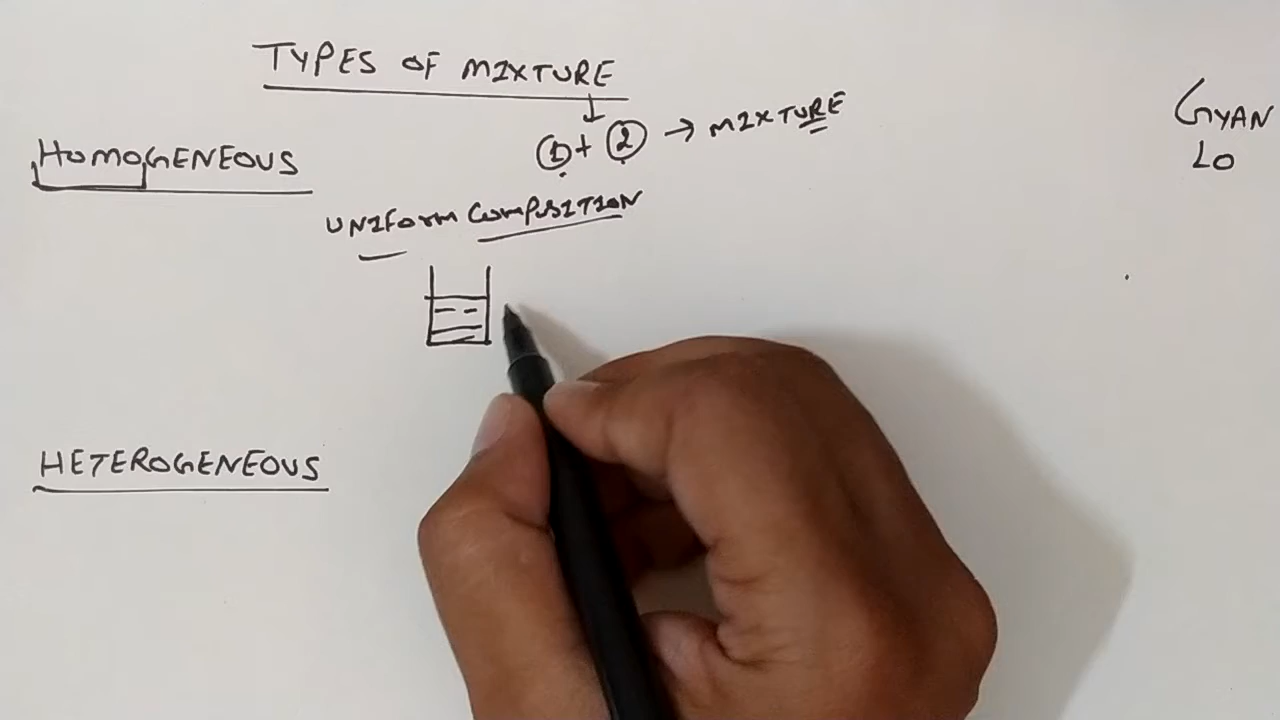 TYPES OF MIXTURE
1 + 2 → MIXTURE
HOMOGENEOUS
UNIFORM COMPOSITION
HETEROGENEOUS
GYAN
LO